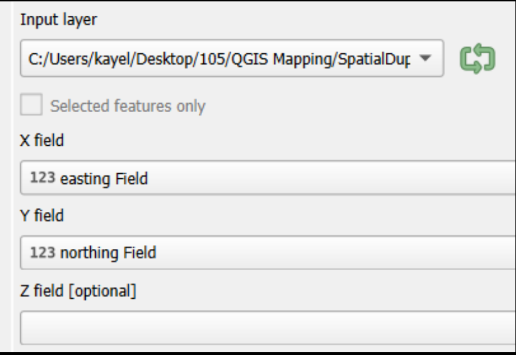 Input layer
C:/Users/kayel/Desktop/105/QGIS Mapping/SpatialDup
Selected features only
X field
123 easting Field
Y field
123 northing Field
Z field [optional]